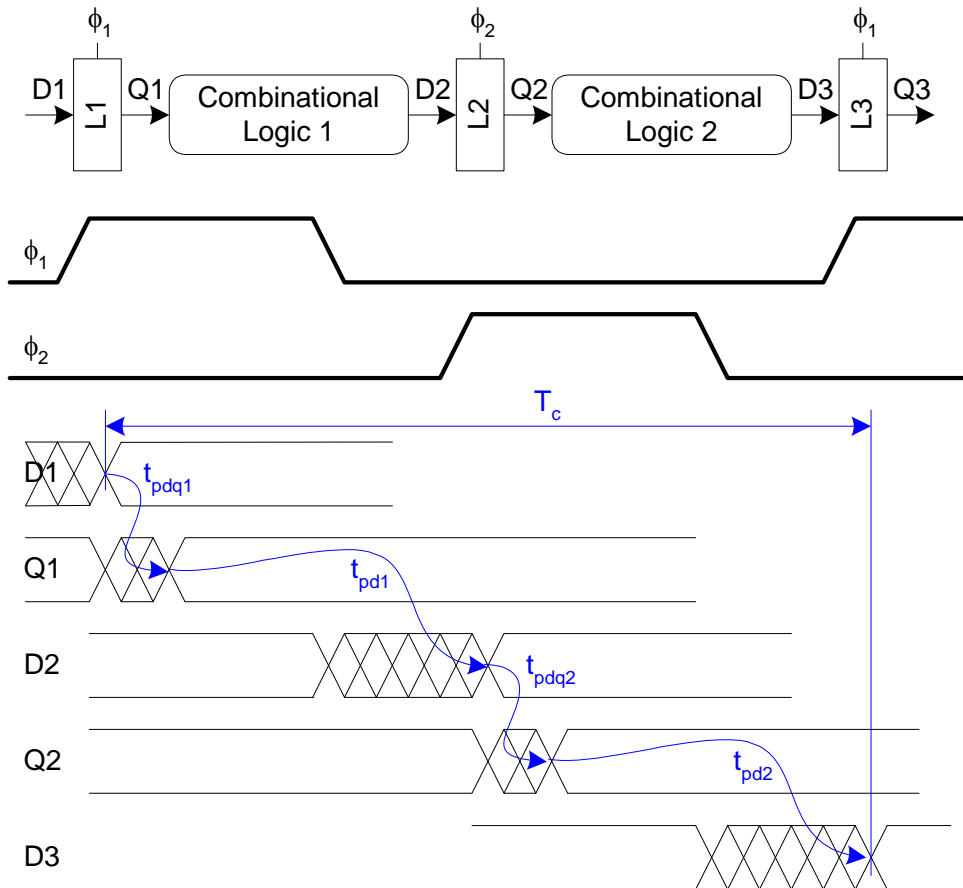 ϕ1 ϕ2 ϕ1
D1 L1 Q1 Combinational Logic 1 D2 L2 Q2 Combinational Logic 2 D3 L3 Q3
ϕ1
ϕ2
Tc
D1 tpdq1
Q1 tpd1
D2 tpdq2
Q2 tpd2
D3